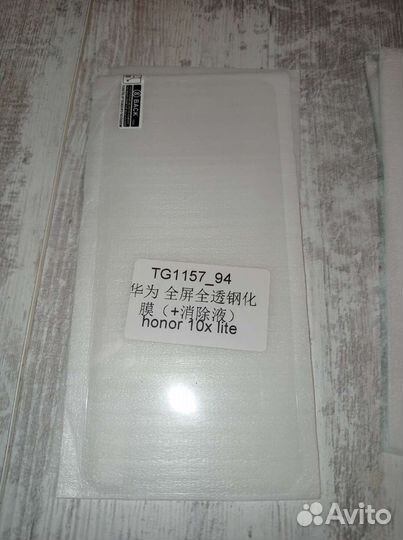 BACK
TG1157_94
华为 全屏全透钢化
膜（+消除液）
honor 10x lite
Avito